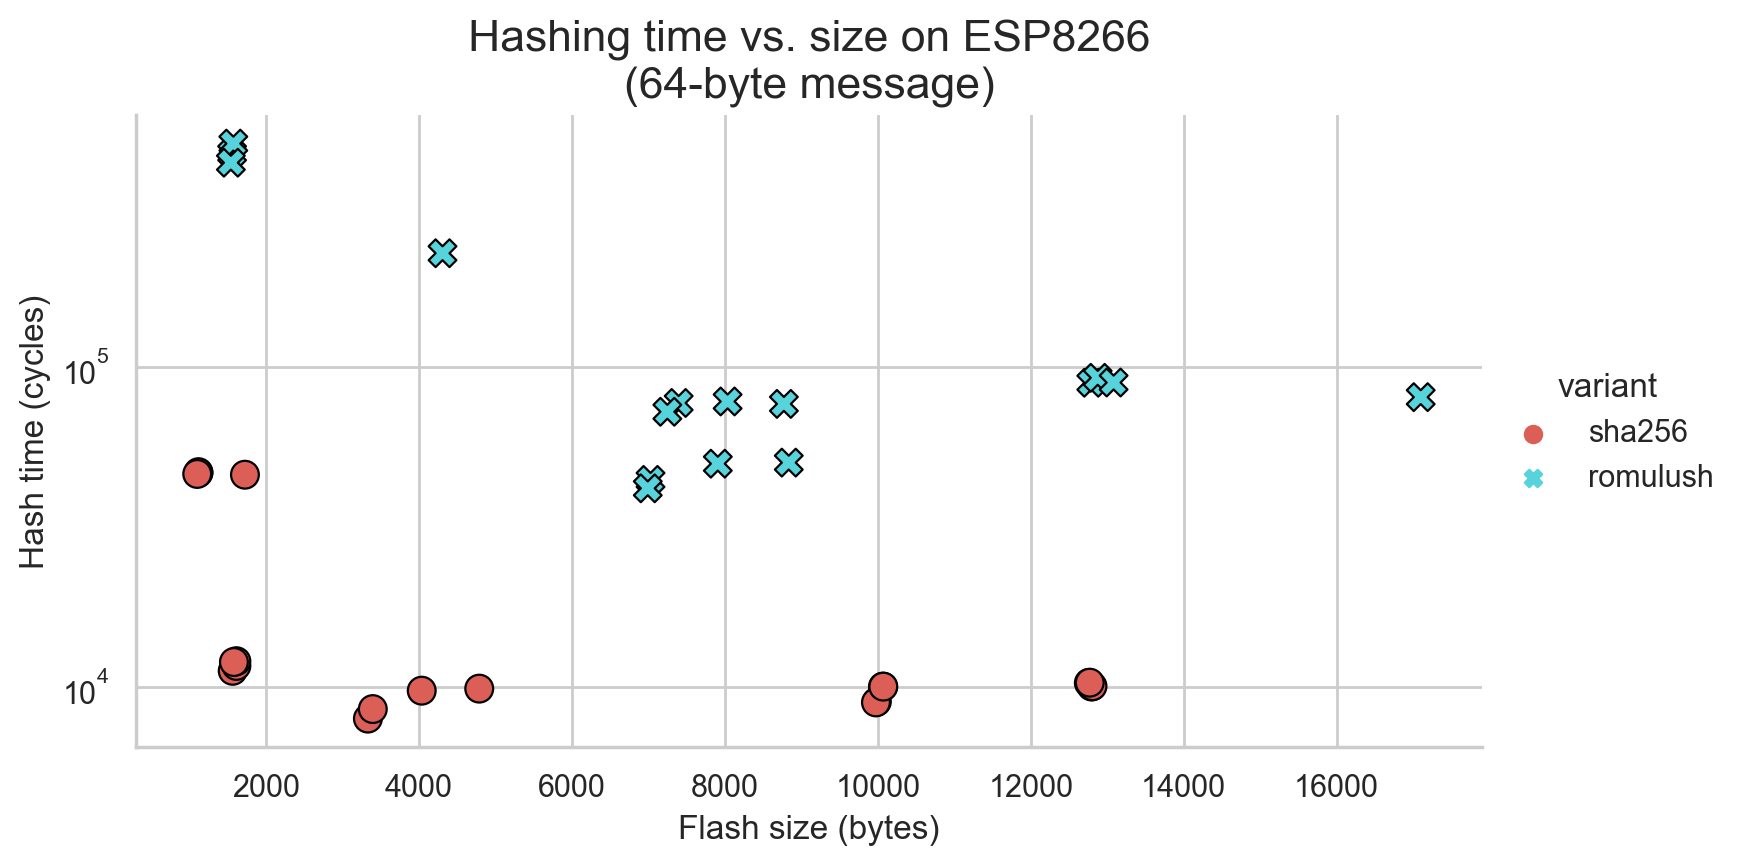 Hashing time vs. size on ESP8266
(64-byte message)
Hash time (cycles)
10^5
10^4
2000 4000 6000 8000 10000 12000 14000 16000
Flash size (bytes)
variant
sha256
romulush